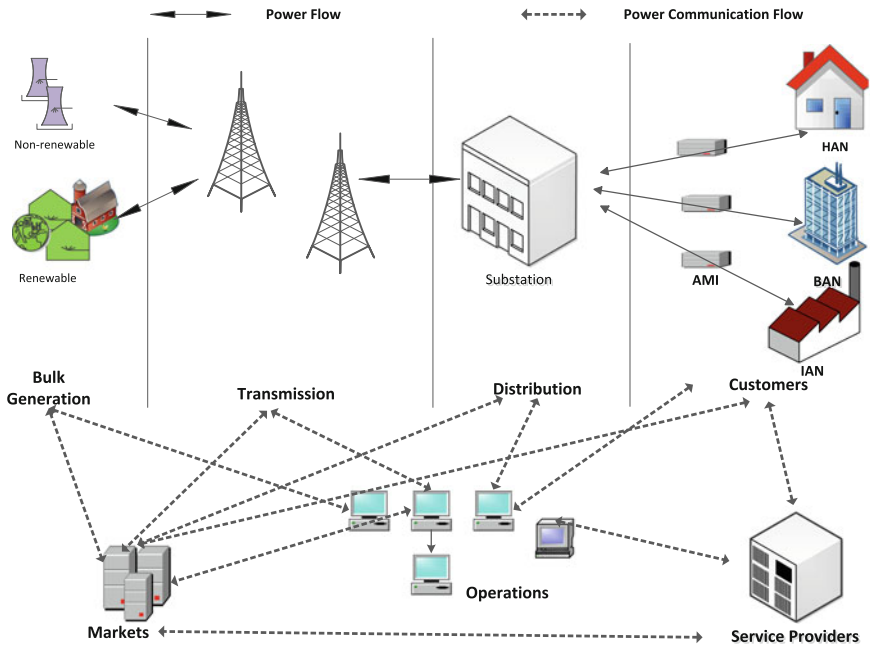 Power Flow
Power Communication Flow
Non-renewable
Renewable
Substation
HAN
BAN
AMI
IAN
Bulk
Generation
Transmission
Distribution
Customers
Operations
Markets
Service Providers